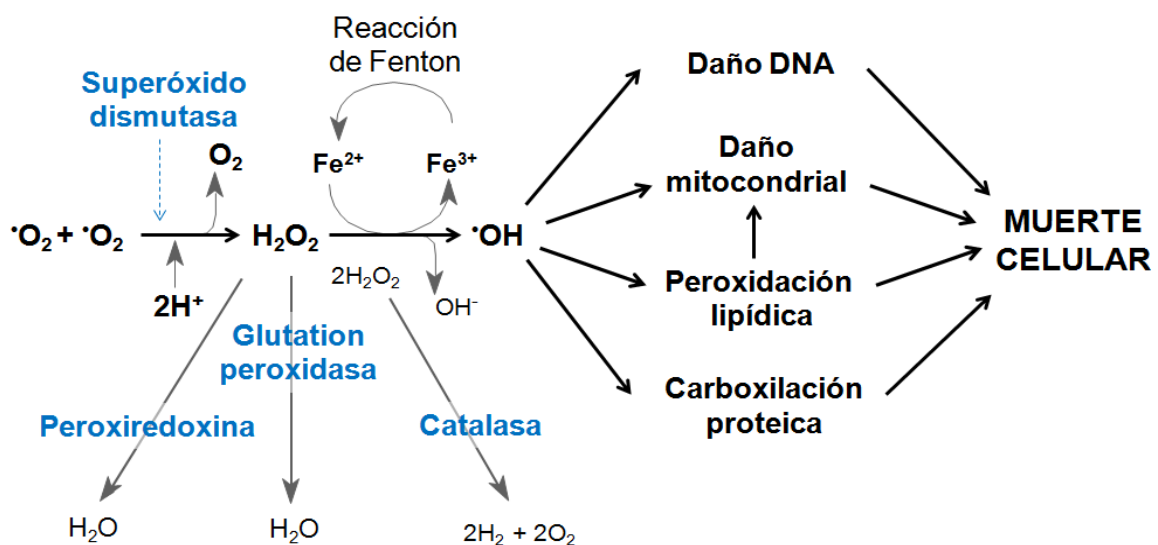 Reacción
de Fenton
Superóxido
dismutasa
O₂
Fe²⁺
Fe³⁺
•O₂ + •O₂
H₂O₂
•OH
2H⁺
2H₂O₂
OH⁻
Glutation
peroxidasa
Peroxiredoxina
Catalasa
H₂O
H₂O
2H₂ + 2O₂
Daño DNA
Daño
mitocondrial
Peroxidación
lipídica
Carboxilación
proteica
MUERTE
CELULAR